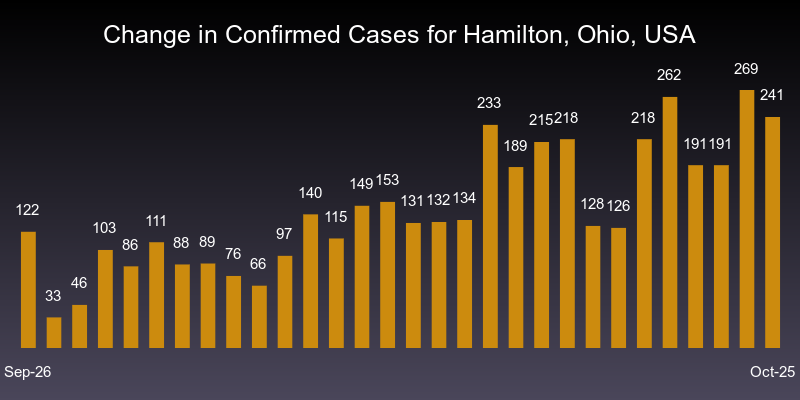 Change in Confirmed Cases for Hamilton, Ohio, USA
122 33 46 103 86 111 88 89 76 66 97 140 115 149 153 131 132 134 233 189 215 218 128 126 218 262 191 191 269 241
Sep-26 Oct-25